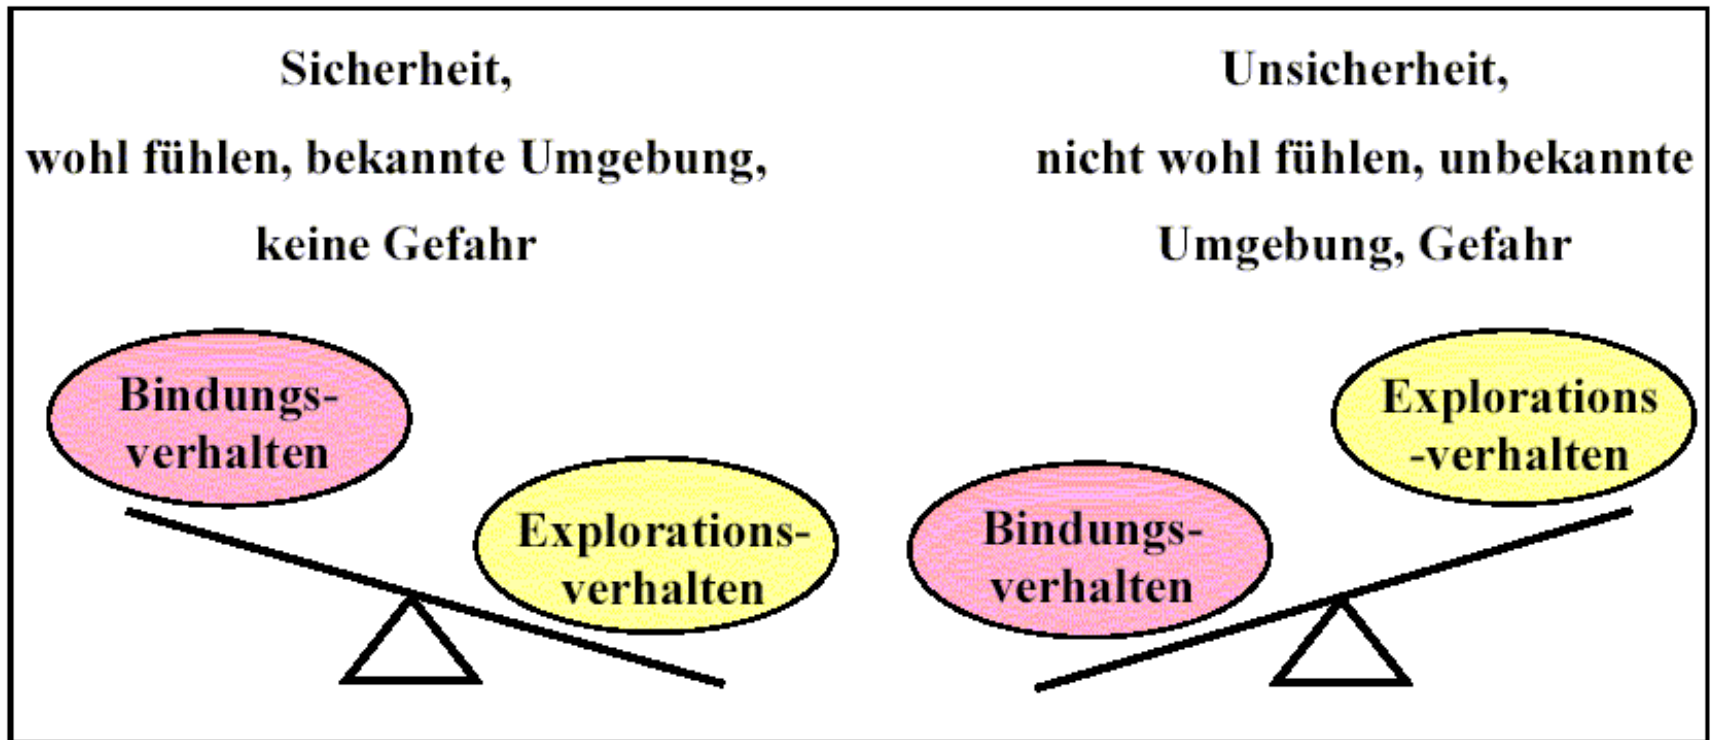 Sicherheit,
wohl fühlen, bekannte Umgebung,
keine Gefahr
Bindungs-
verhalten
Explorations-
verhalten
Unsicherheit,
nicht wohl fühlen, unbekannte
Umgebung, Gefahr
Bindungs-
verhalten
Explorations
-verhalten